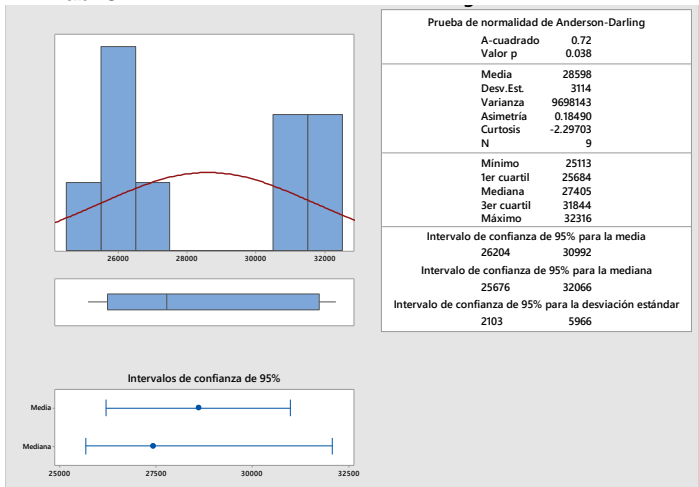 Prueba de normalidad de Anderson-Darling
A-cuadrado 0.72
Valor p 0.038
Media 28598
Desv.Est. 3114
Varianza 9698143
Asimetría 0.18490
Curtosis -2.29703
N 9
Mínimo 25113
1er cuartil 25684
Mediana 27405
3er cuartil 31844
Máximo 32316
Intervalo de confianza de 95% para la media
26204 30992
Intervalo de confianza de 95% para la mediana
25676 32066
Intervalo de confianza de 95% para la desviación estándar
2103 5966
26000 28000 30000 32000
Intervalos de confianza de 95%
Media
Mediana
25000 27500 30000 32500